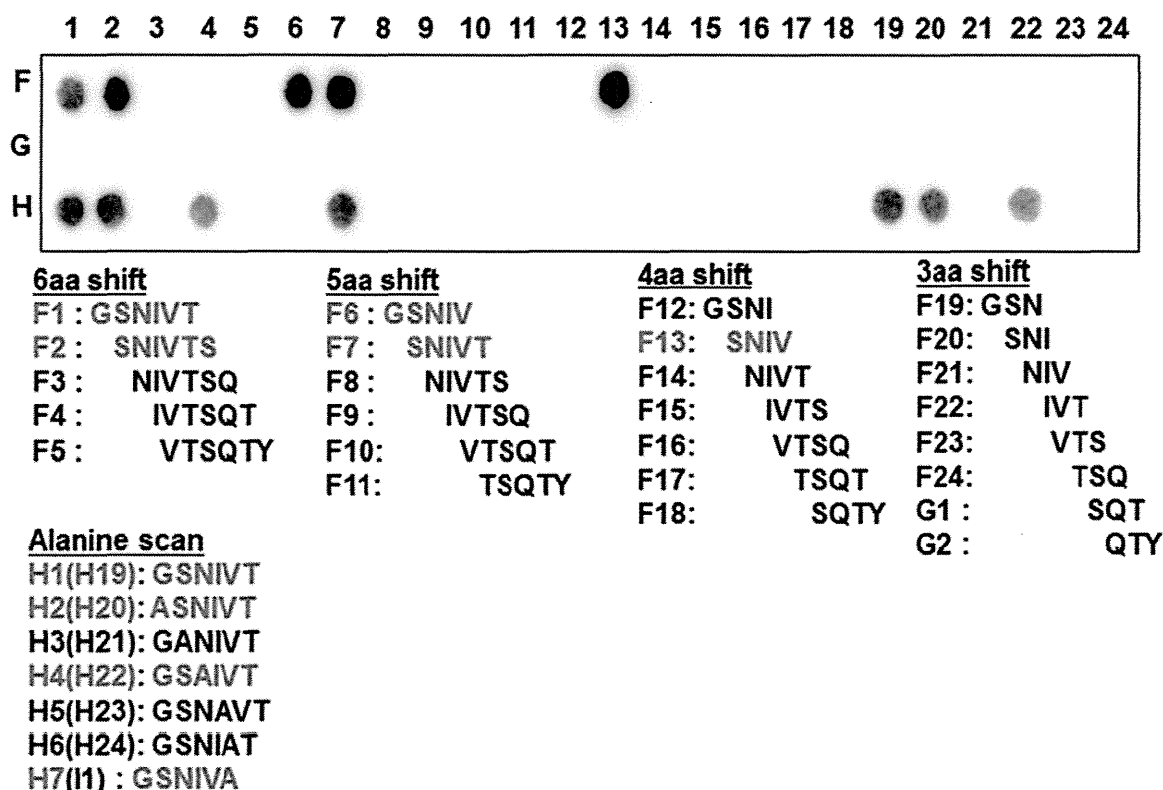 1 2 3 4 5 6 7 8 9 10 11 12 13 14 15 16 17 18 19 20 21 22 23 24
F
G
H
6aa shift
F1 : GSNIVT
F2 : SNIVTS
F3 : NIVTSQ
F4 : IVTSQT
F5 : VTSQTY
5aa shift
F6 : GSNIV
F7 : SNIVT
F8 : NIVTS
F9 : IVTSQ
F10: VTSQT
F11: TSQTY
4aa shift
F12: GSNI
F13: SNIV
F14: NIVT
F15: IVTS
F16: VTSQ
F17: TSQT
F18: SQTY
3aa shift
F19: GSN
F20: SNI
F21: NIV
F22: IVT
F23: VTS
F24: TSQ
G1 : SQT
G2 : QTY
Alanine scan
H1(H19): GSNIVT
H2(H20): ASNIVT
H3(H21): GANIVT
H4(H22): GSAIVT
H5(H23): GSNAVT
H6(H24): GSNIAT
H7(I1) : GSNIVA